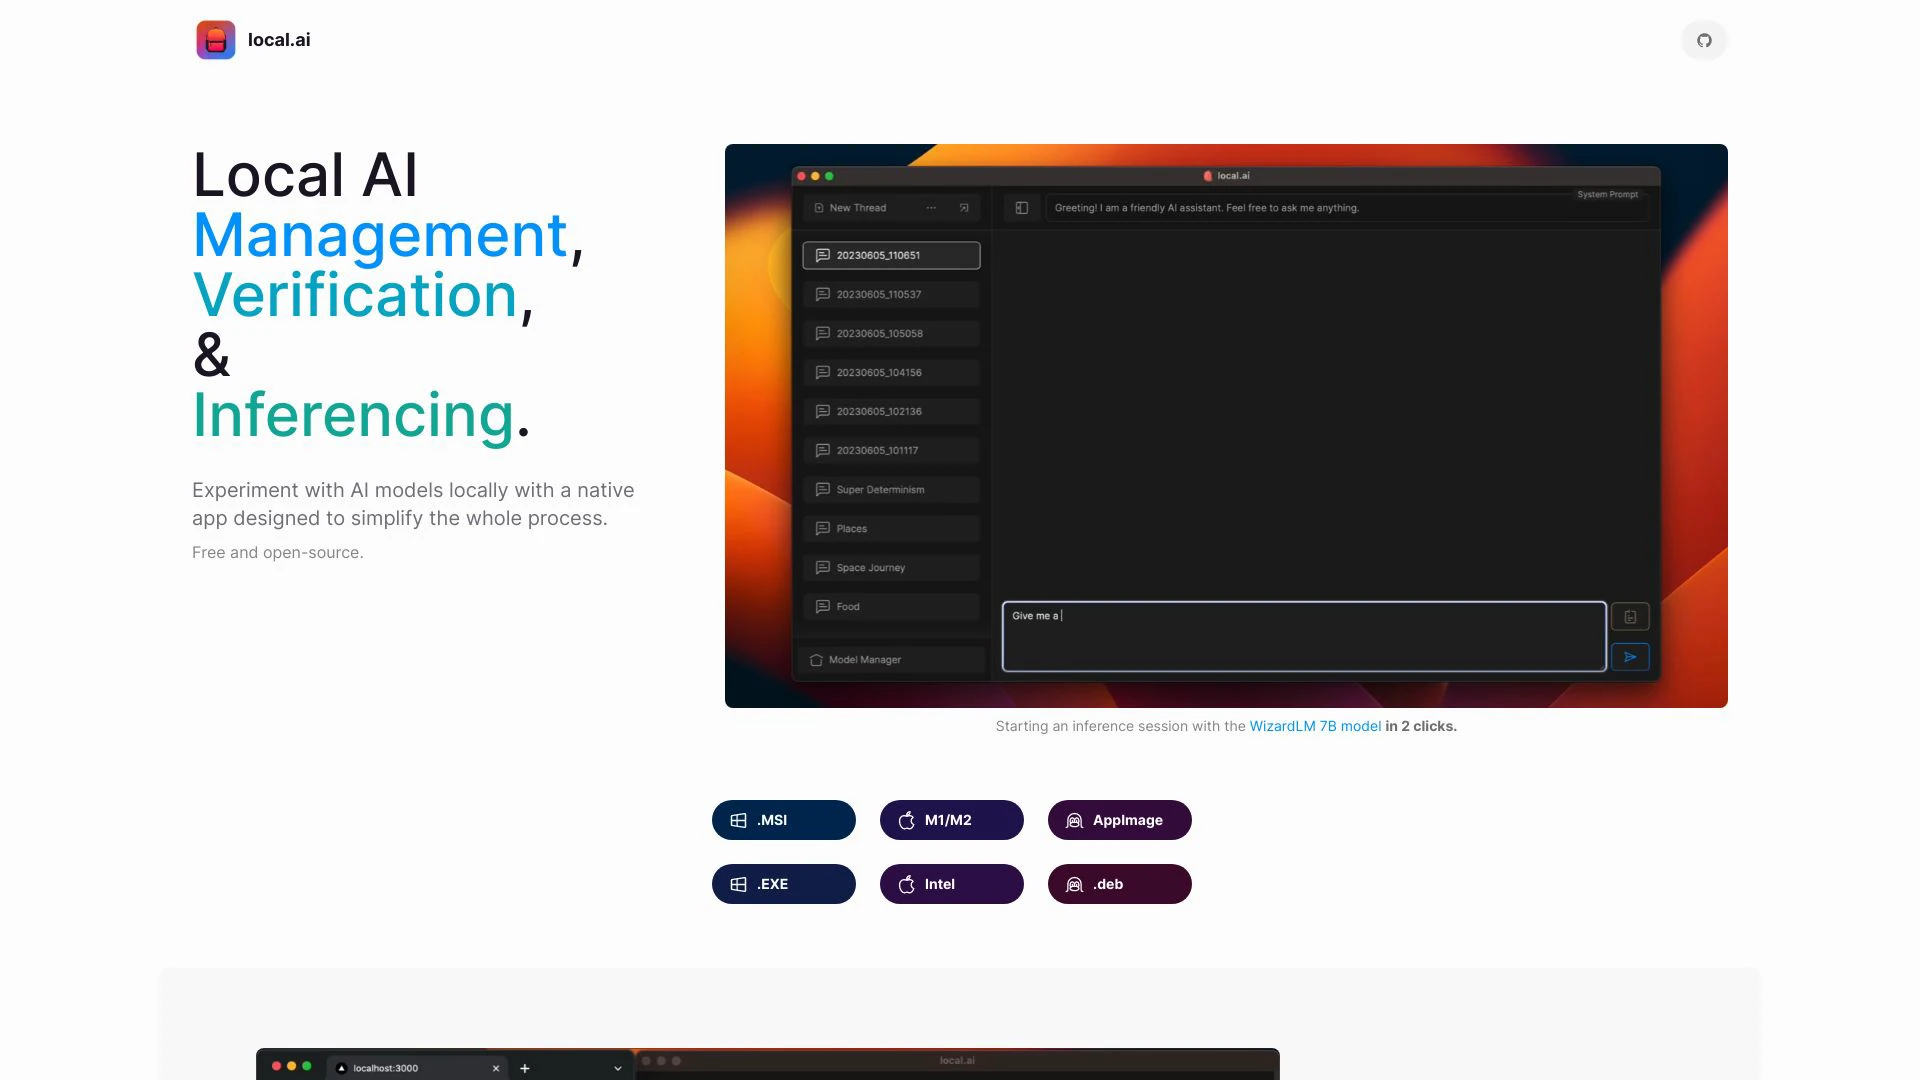 local.ai
Local AI
Management,
Verification,
&
Inferencing.
Experiment with AI models locally with a native
app designed to simplify the whole process.
Free and open-source.
local.ai
New Thread
System Prompt
Greeting! I am a friendly AI assistant. Feel free to ask me anything.
20230605_110651
20230605_110537
20230605_105058
20230605_104156
20230605_102136
20230605_101117
Super Determinism
Places
Space Journey
Food
Model Manager
Give me a
Starting an inference session with the WizardLM 7B model in 2 clicks.
.MSI
M1/M2
AppImage
.EXE
Intel
.deb
localhost:3000
local.ai